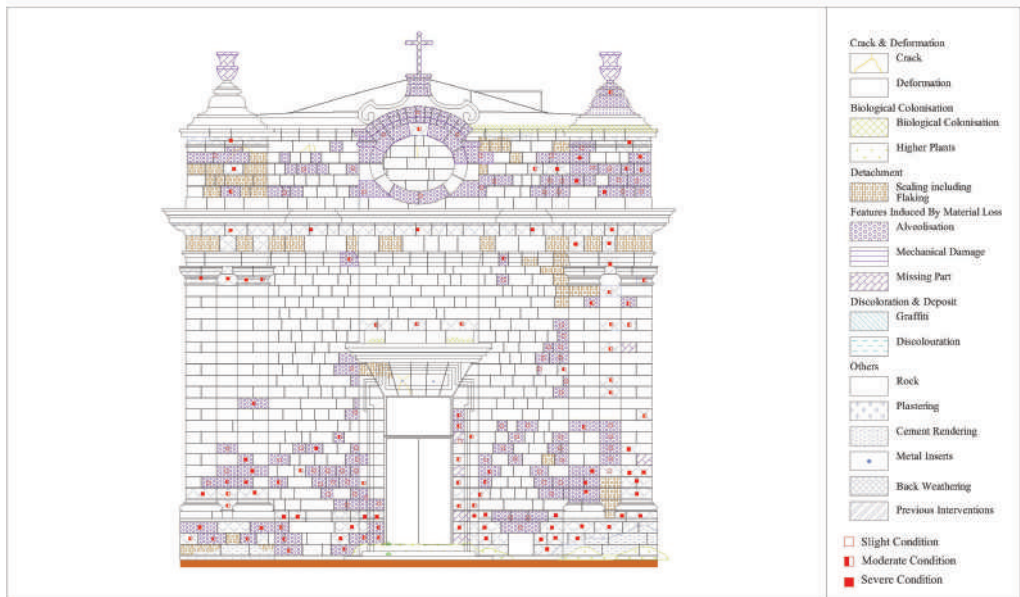 Crack & Deformation
Crack
Deformation
Biological Colonisation
Biological Colonisation
Higher Plants
Detachment
Scaling including
Flaking
Features Induced By Material Loss
Alveolisation
Mechanical Damage
Missing Part
Discoloration & Deposit
Graffiti
Discolouration
Others
Rock
Plastering
Cement Rendering
Metal Inserts
Back Weathering
Previous Interventions
Slight Condition
Moderate Condition
Severe Condition